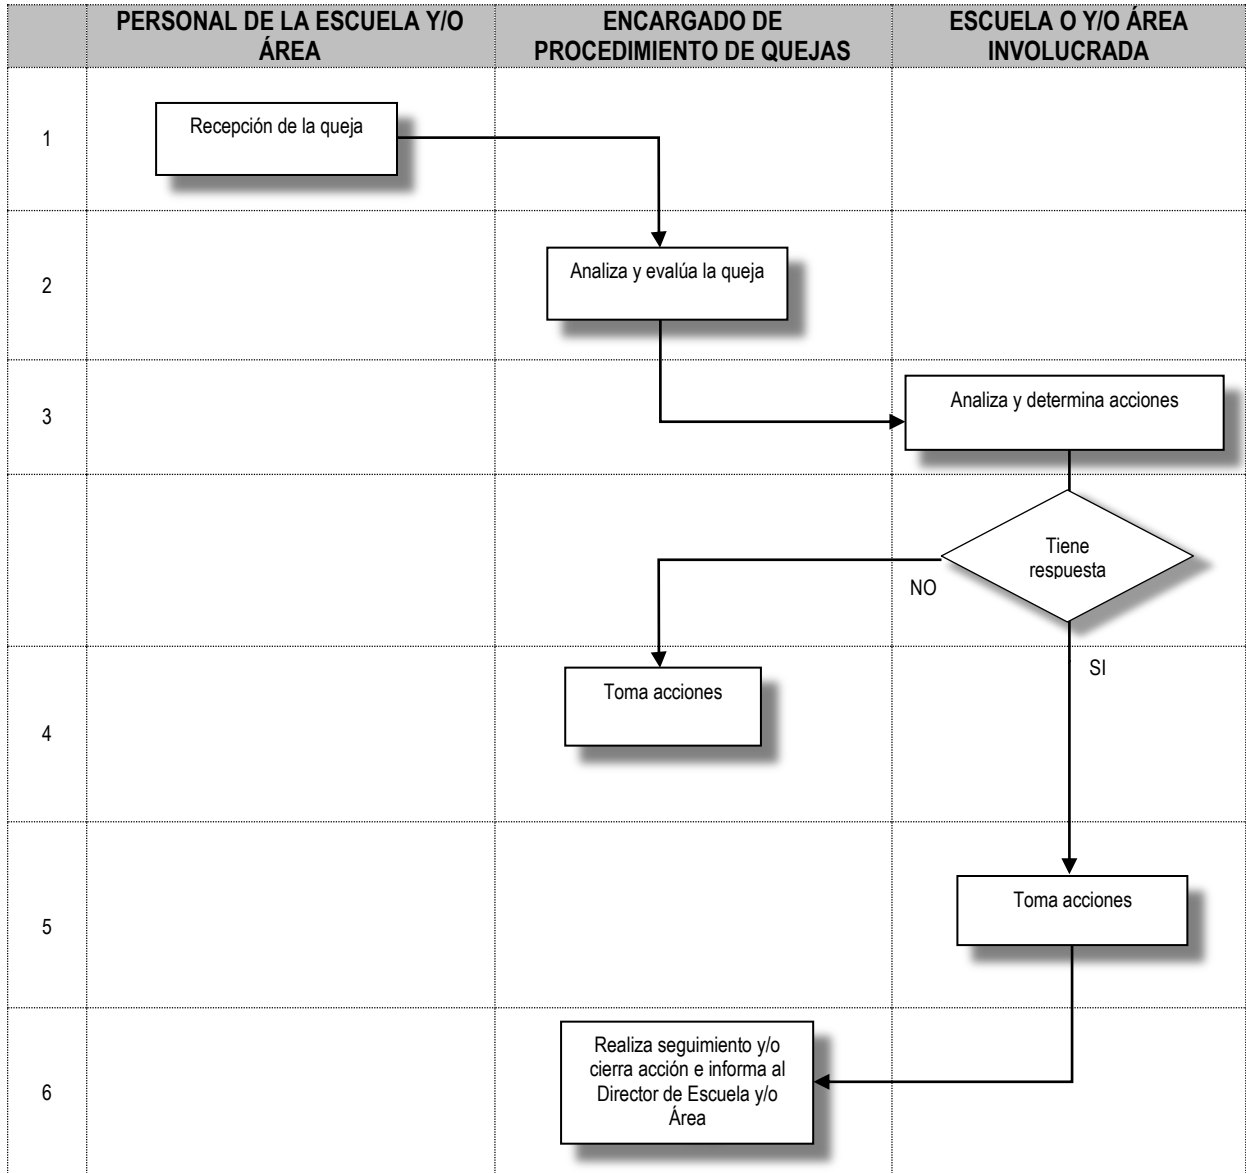 PERSONAL DE LA ESCUELA Y/O
ÁREA
ENCARGADO DE
PROCEDIMIENTO DE QUEJAS
ESCUELA O Y/O ÁREA
INVOLUCRADA
1
Recepción de la queja
2
Analiza y evalúa la queja
3
Analiza y determina acciones
Tiene
respuesta
NO
SI
4
Toma acciones
5
Toma acciones
6
Realiza seguimiento y/o
cierra acción e informa al
Director de Escuela y/o
Área